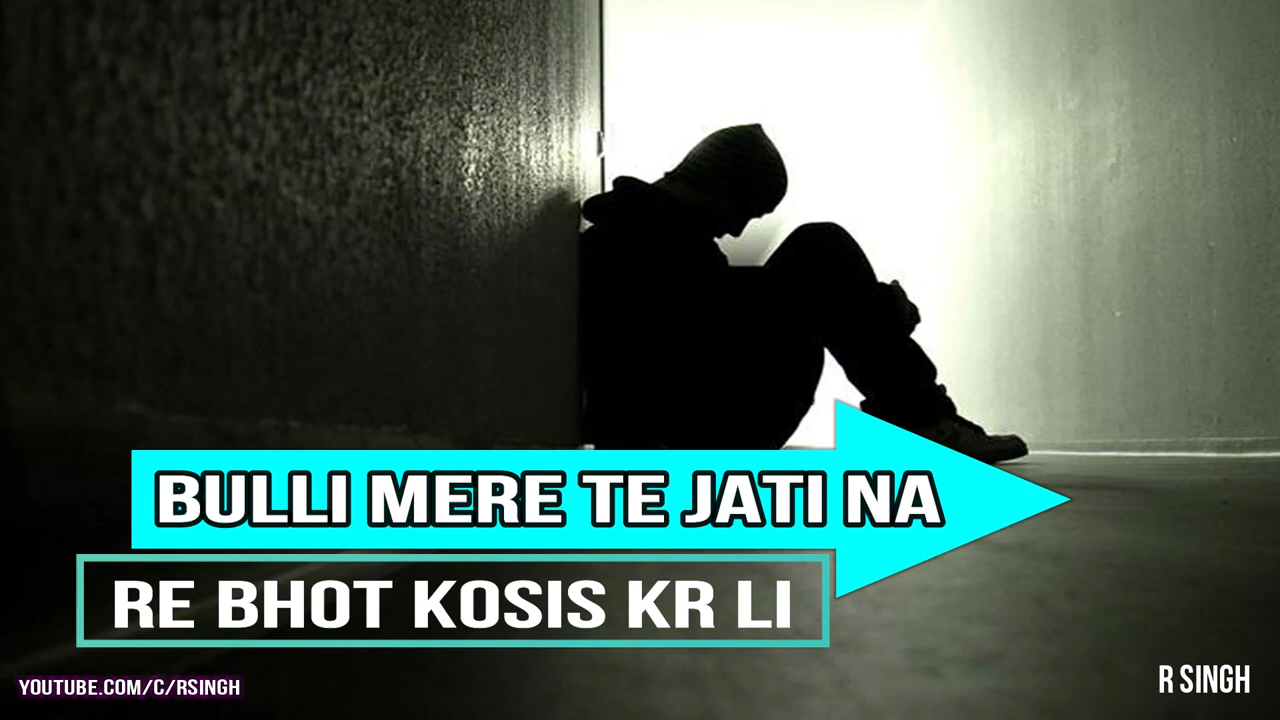 BULLI MERE TE JATI NA
RE BHOT KOSIS KR LI
YOUTUBE.COM/C/RSINGH
R SINGH